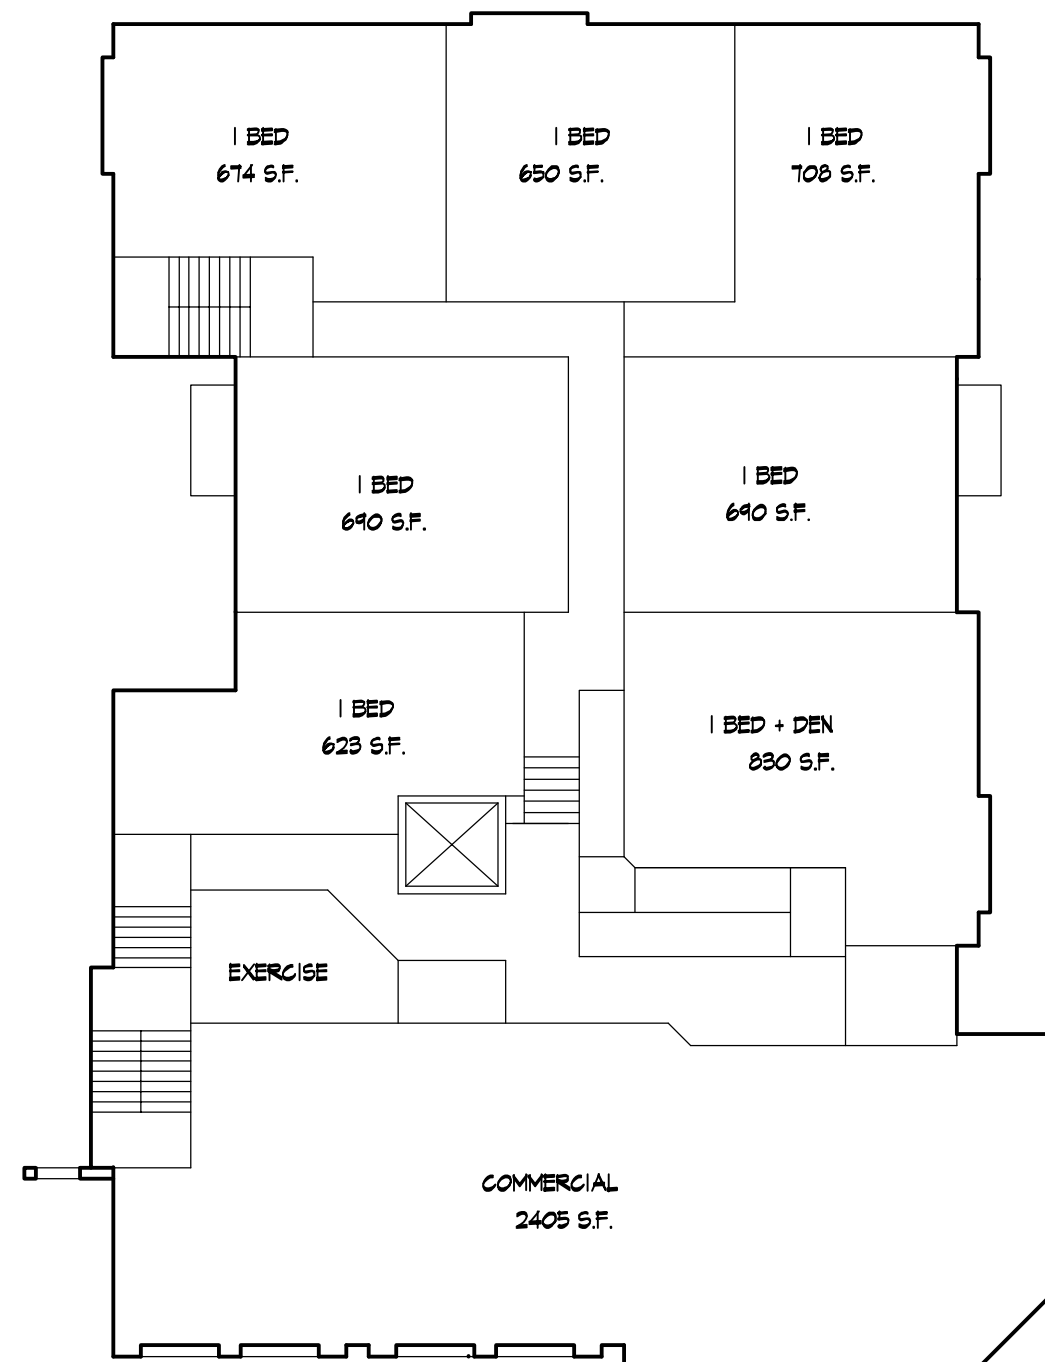 1 BED
674 S.F.
1 BED
650 S.F.
1 BED
708 S.F.
1 BED
690 S.F.
1 BED
690 S.F.
1 BED
623 S.F.
1 BED + DEN
830 S.F.
EXERCISE
COMMERCIAL
2405 S.F.